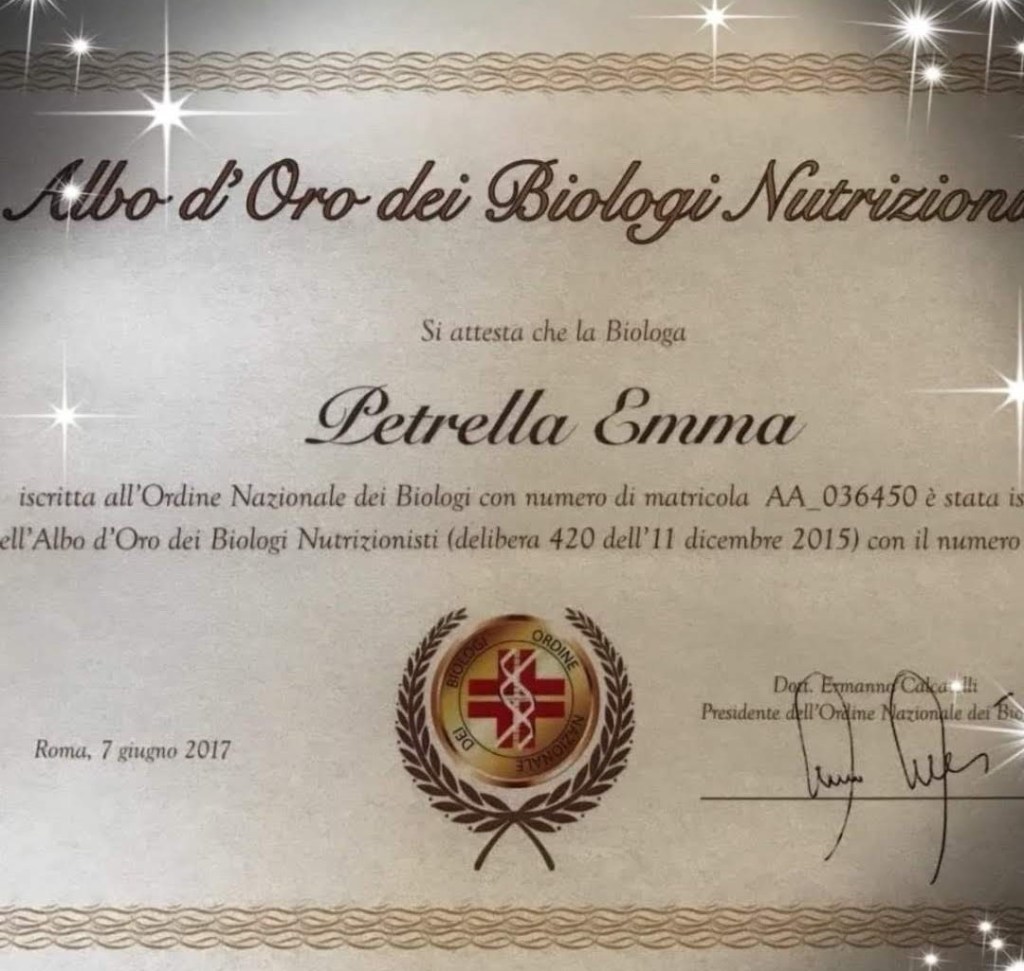 Albo d'Oro dei Biologi Nutrizioni
Si attesta che la Biologa
Petrella Emma
iscritta all'Ordine Nazionale dei Biologi con numero di matricola AA_036450 è stata is
ell'Albo d'Oro dei Biologi Nutrizionisti (delibera 420 dell'11 dicembre 2015) con il numero
ORDINE NAZIONALE DEI BIOLOGI
Dott. Ermanno
Presidente dell'Ordine Nazionale dei Bio
Roma, 7 giugno 2017